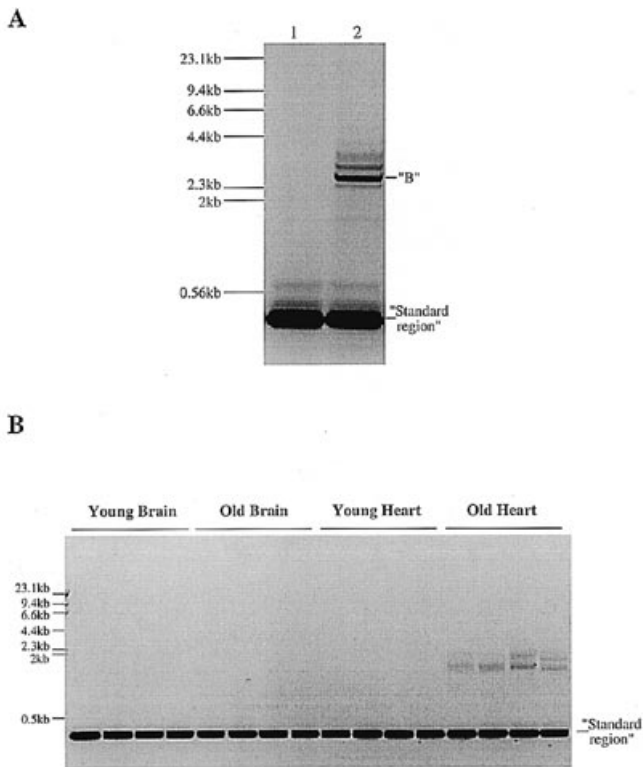 A
1 2
23.1kb
9.4kb
6.6kb
4.4kb
"B"
2.3kb
2kb
0.56kb
"Standard
region"
B
Young Brain Old Brain Young Heart Old Heart
23.1kb
9.4kb
6.6kb
4.4kb
2.3kb
2kb
0.5kb
"Standard
region"